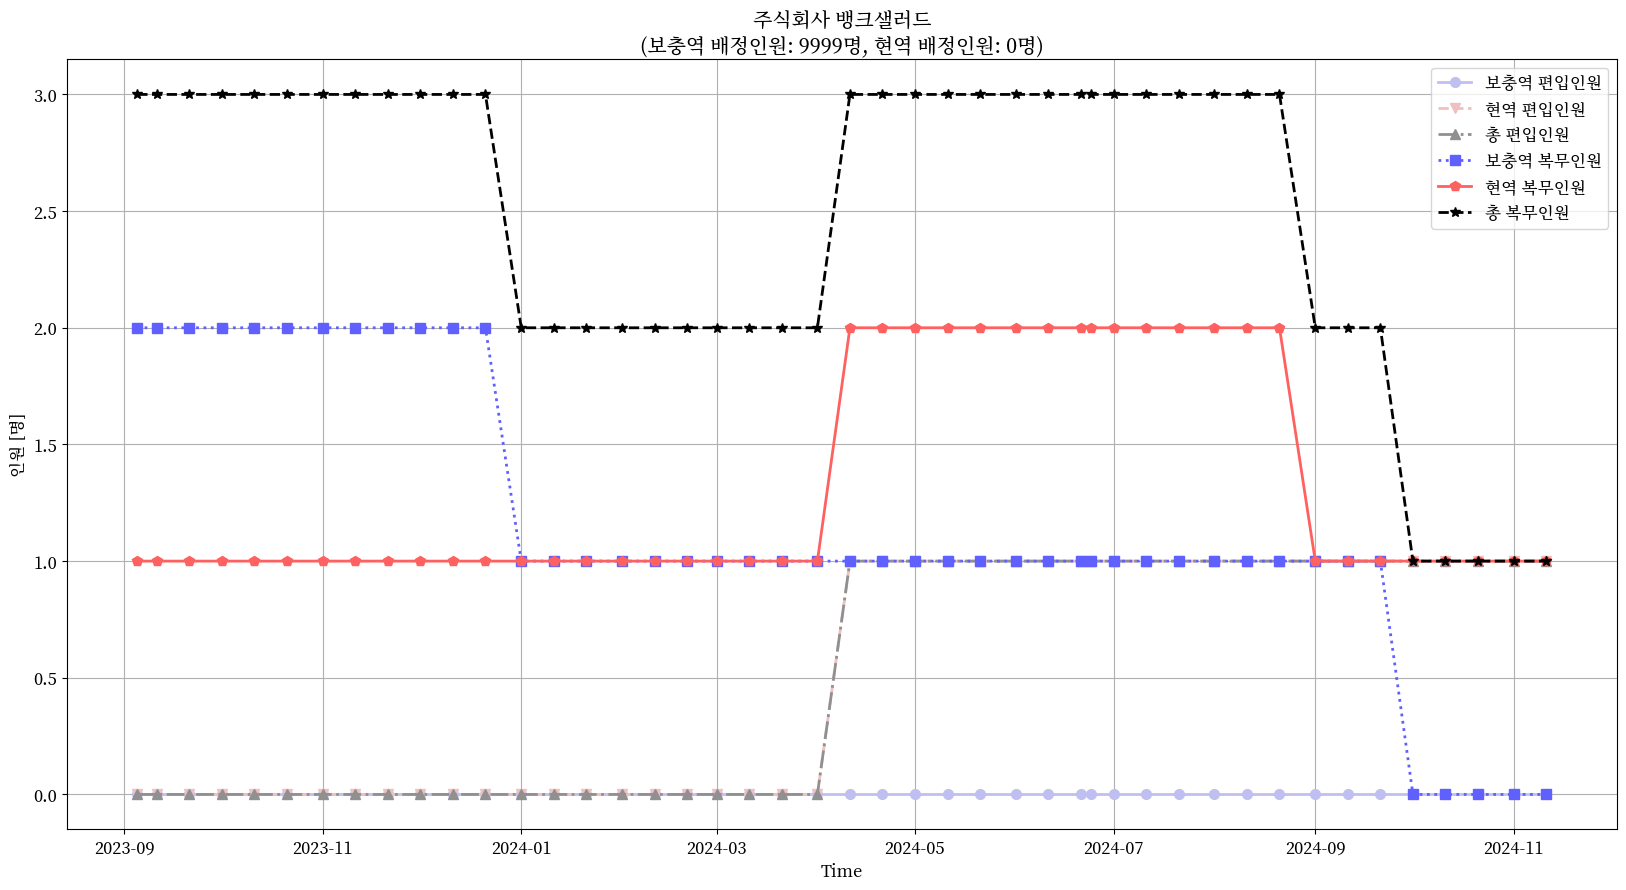 주식회사 뱅크샐러드
(보충역 배정인원: 9999명, 현역 배정인원: 0명)
보충역 편입인원
현역 편입인원
총 편입인원
보충역 복무인원
현역 복무인원
총 복무인원
인원 [명]
3.0
2.5
2.0
1.5
1.0
0.5
0.0
2023-09
2023-11
2024-01
2024-03
2024-05
2024-07
2024-09
2024-11
Time